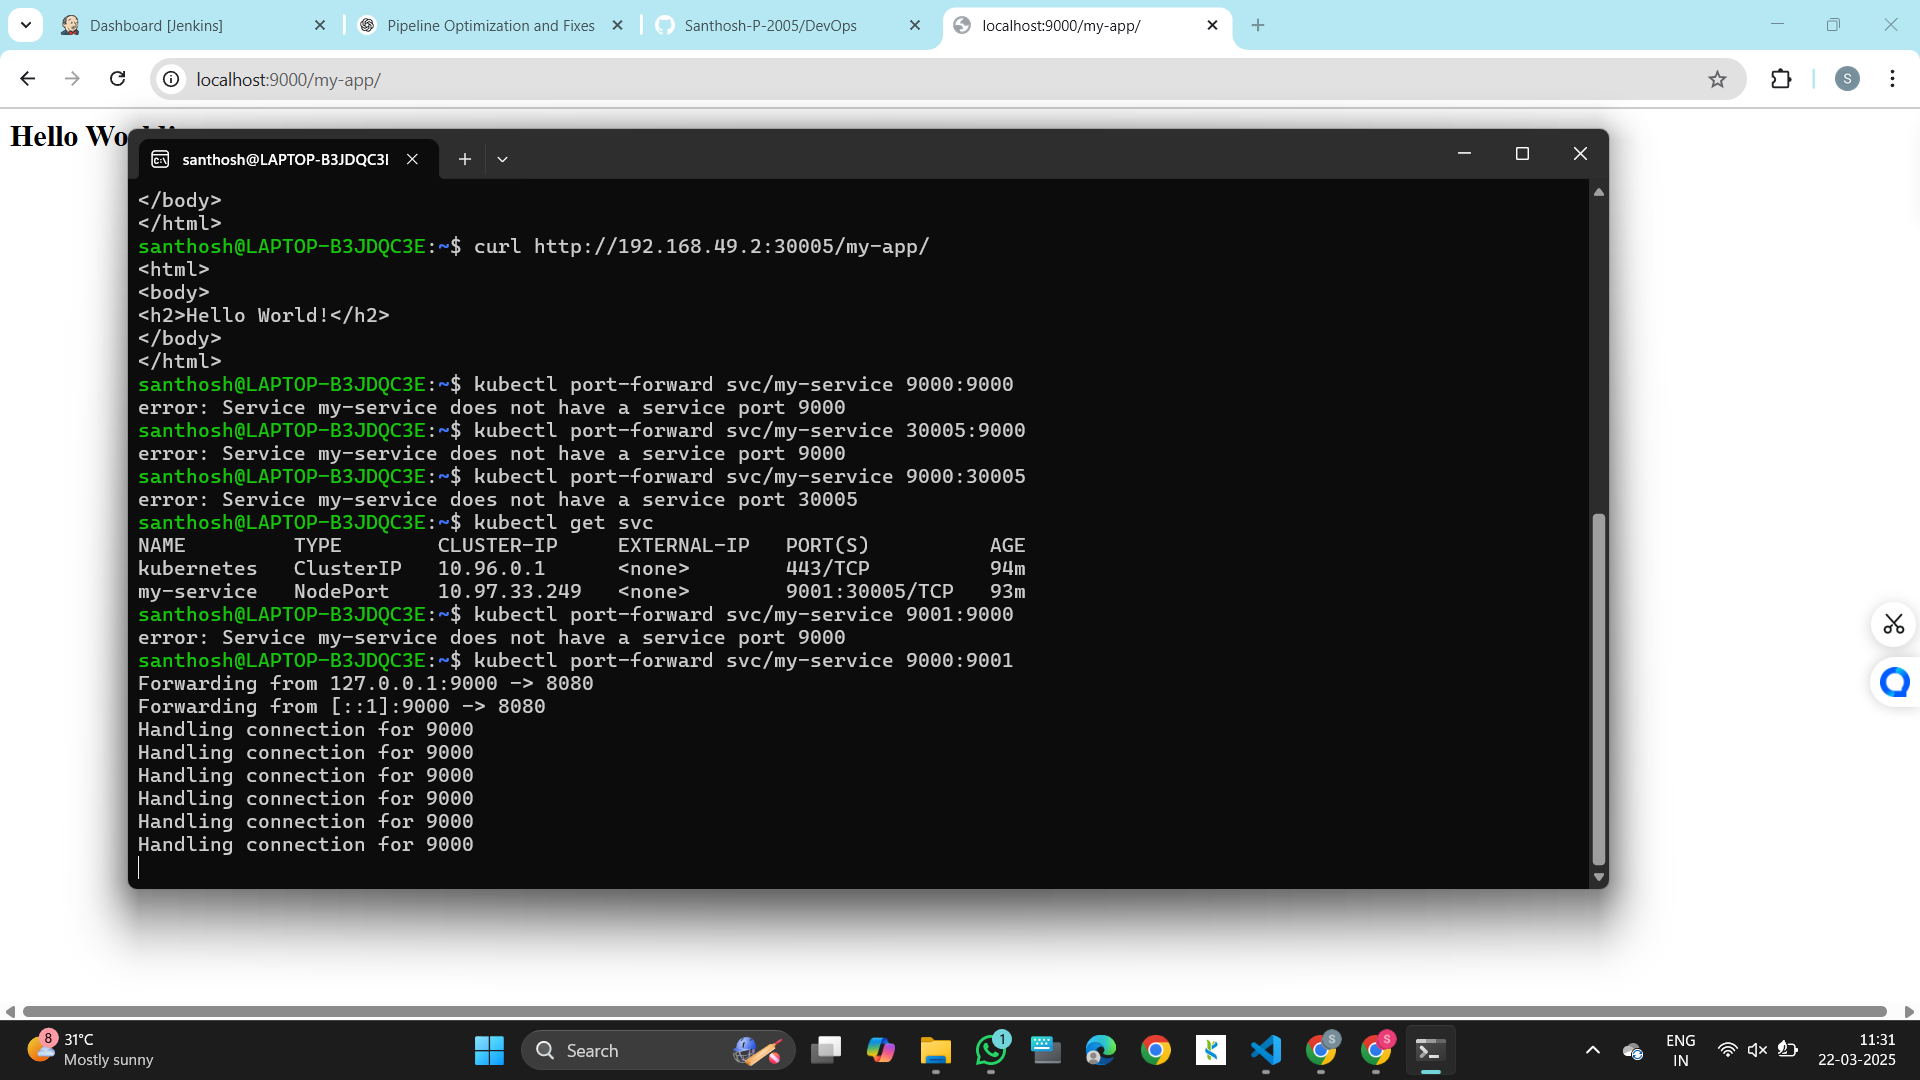 Dashboard [Jenkins]
Pipeline Optimization and Fixes
Santhosh-P-2005/DevOps
localhost:9000/my-app/
localhost:9000/my-app/
S
Hello Wo
santhosh@LAPTOP-B3JDQC3
</body>
</html>
santhosh@LAPTOP-B3JDQC3E:~$ curl http://192.168.49.2:30005/my-app/
<html>
<body>
<h2>Hello World!</h2>
</body>
</html>
santhosh@LAPTOP-B3JDQC3E:~$ kubectl port-forward svc/my-service 9000:9000
error: Service my-service does not have a service port 9000
santhosh@LAPTOP-B3JDQC3E:~$ kubectl port-forward svc/my-service 30005:9000
error: Service my-service does not have a service port 9000
santhosh@LAPTOP-B3JDQC3E:~$ kubectl port-forward svc/my-service 9000:30005
error: Service my-service does not have a service port 30005
santhosh@LAPTOP-B3JDQC3E:~$ kubectl get svc
NAME TYPE CLUSTER-IP EXTERNAL-IP PORT(S) AGE
kubernetes ClusterIP 10.96.0.1 <none> 443/TCP 94m
my-service NodePort 10.97.33.249 <none> 9001:30005/TCP 93m
santhosh@LAPTOP-B3JDQC3E:~$ kubectl port-forward svc/my-service 9001:9000
error: Service my-service does not have a service port 9000
santhosh@LAPTOP-B3JDQC3E:~$ kubectl port-forward svc/my-service 9000:9001
Forwarding from 127.0.0.1:9000 -> 8080
Forwarding from [::1]:9000 -> 8080
Handling connection for 9000
Handling connection for 9000
Handling connection for 9000
Handling connection for 9000
Handling connection for 9000
Handling connection for 9000
8
31°C
Mostly sunny
Search
1
S
S
ENG
IN
11:31
22-03-2025